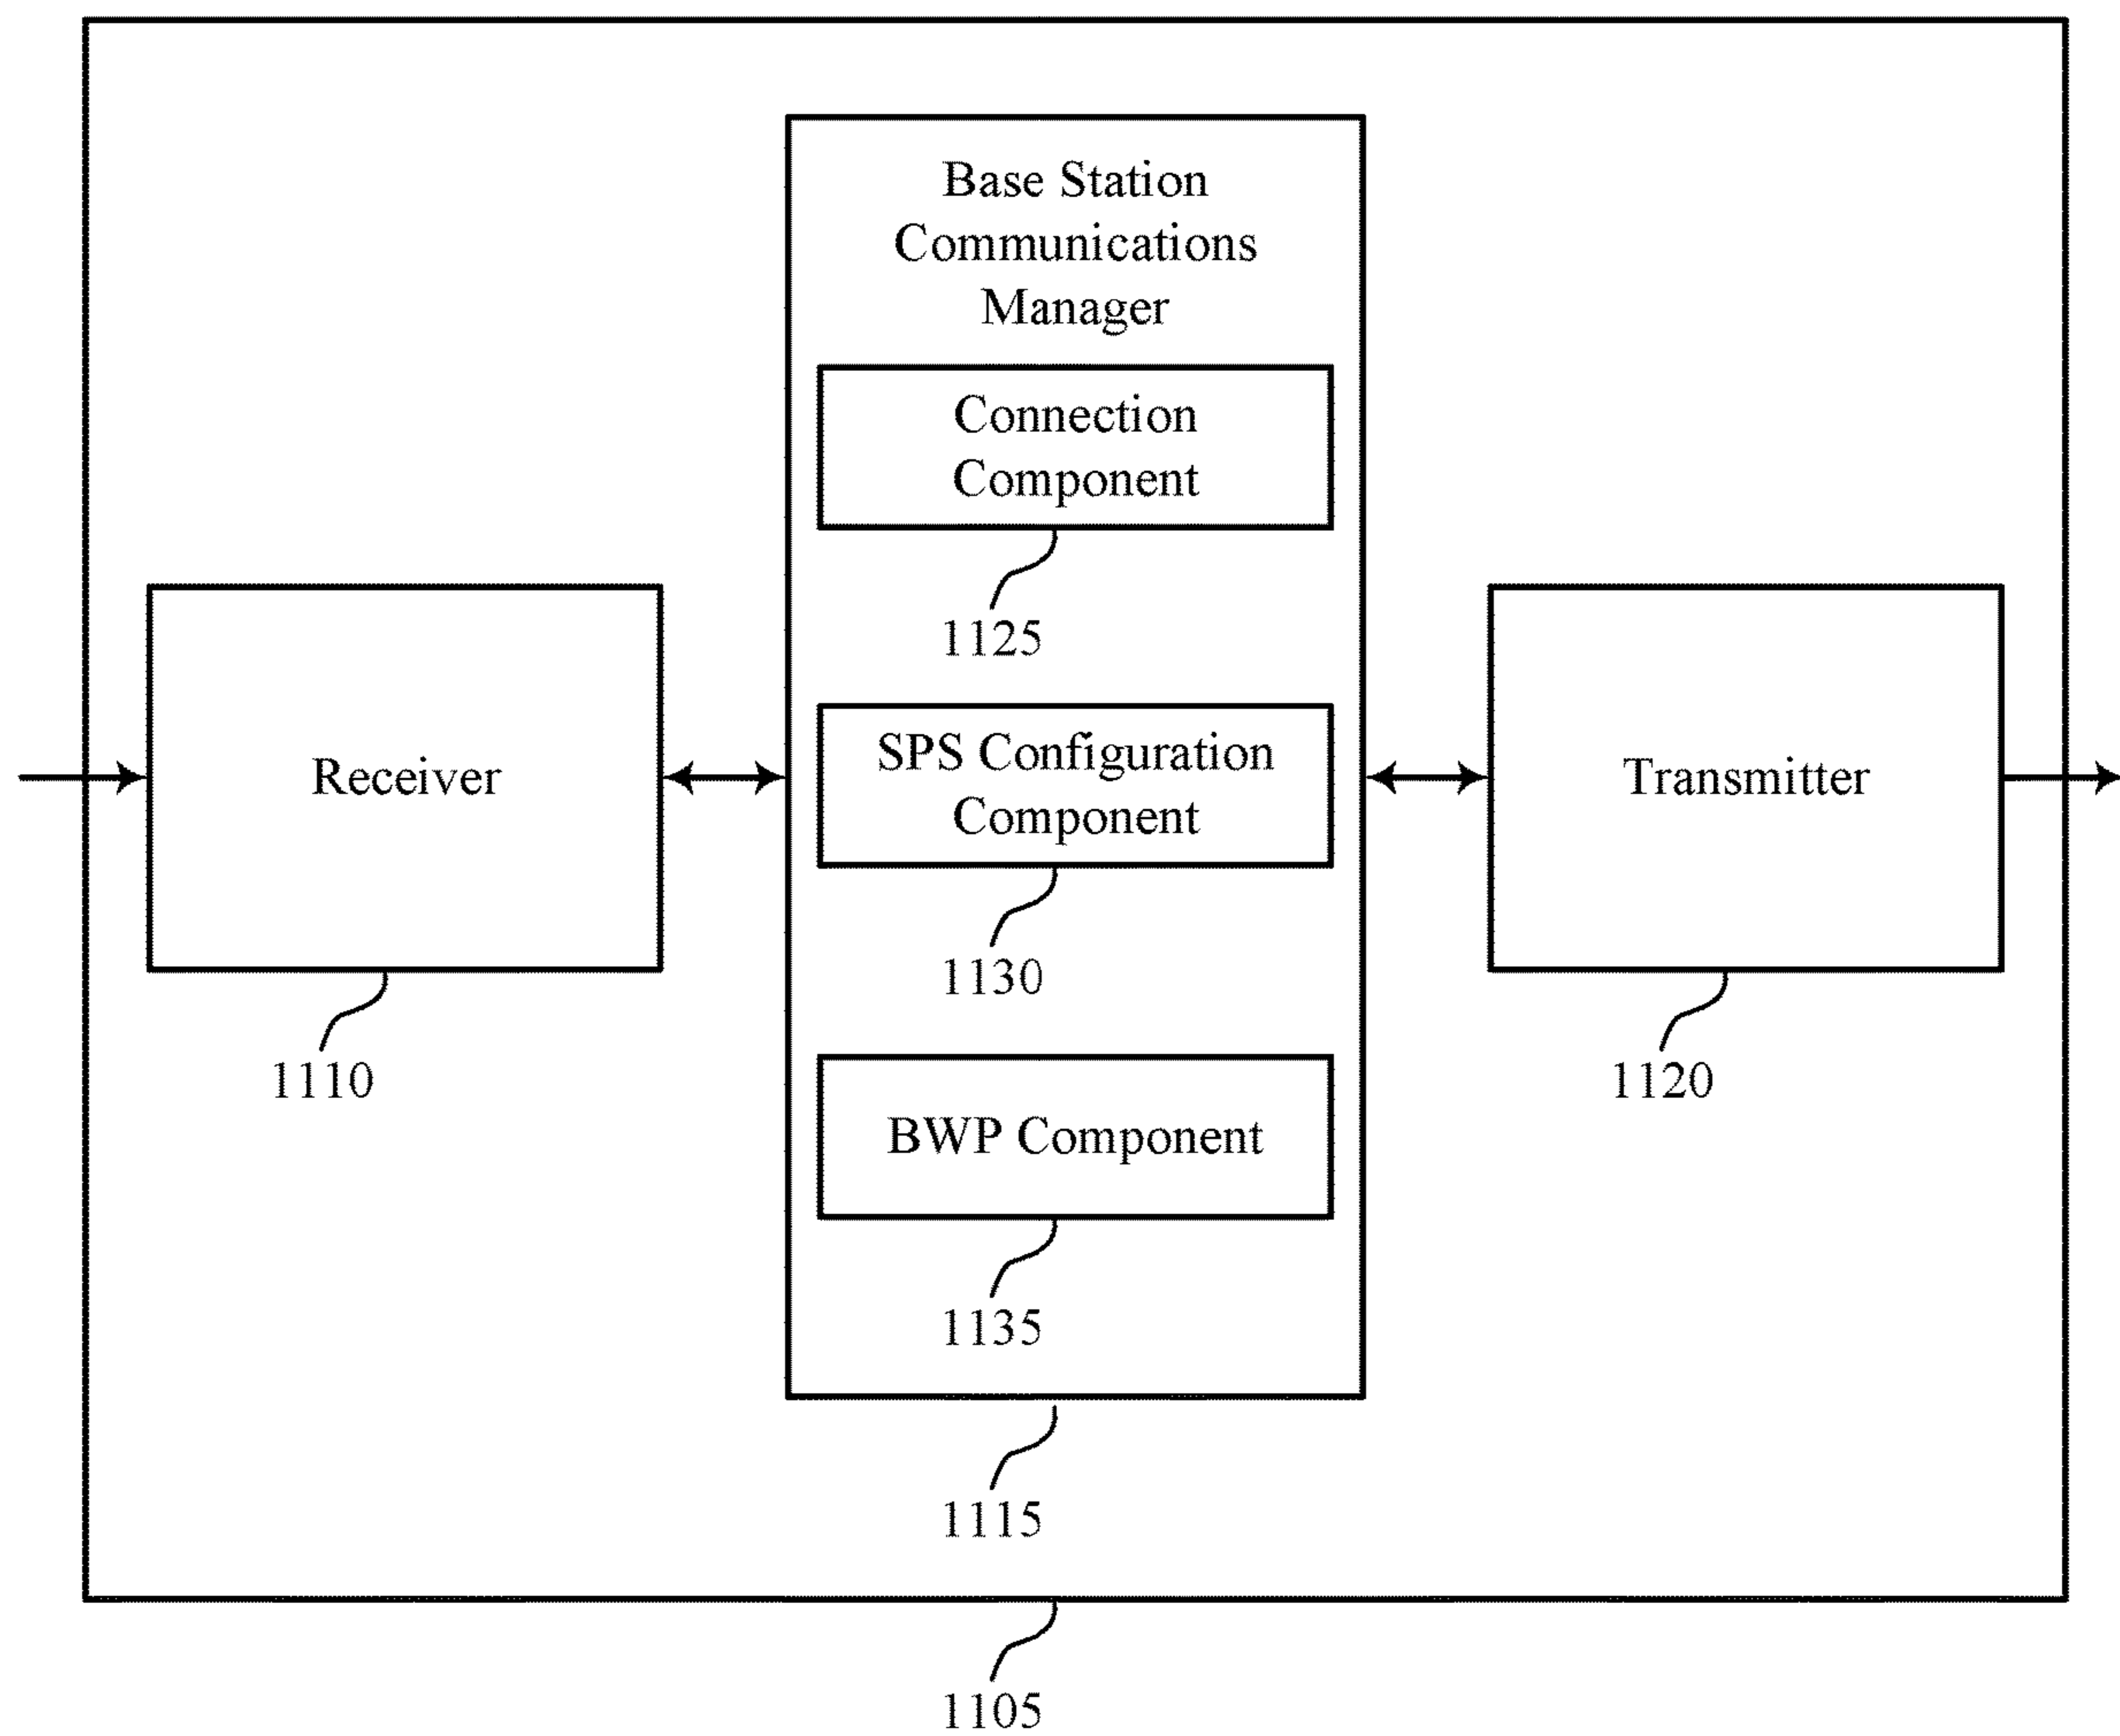 Base Station
Communications
Manager
Connection
Component
1125
Receiver
SPS Configuration
Component
Transmitter
1130
1110
1120
BWP Component
1135
1115
1105